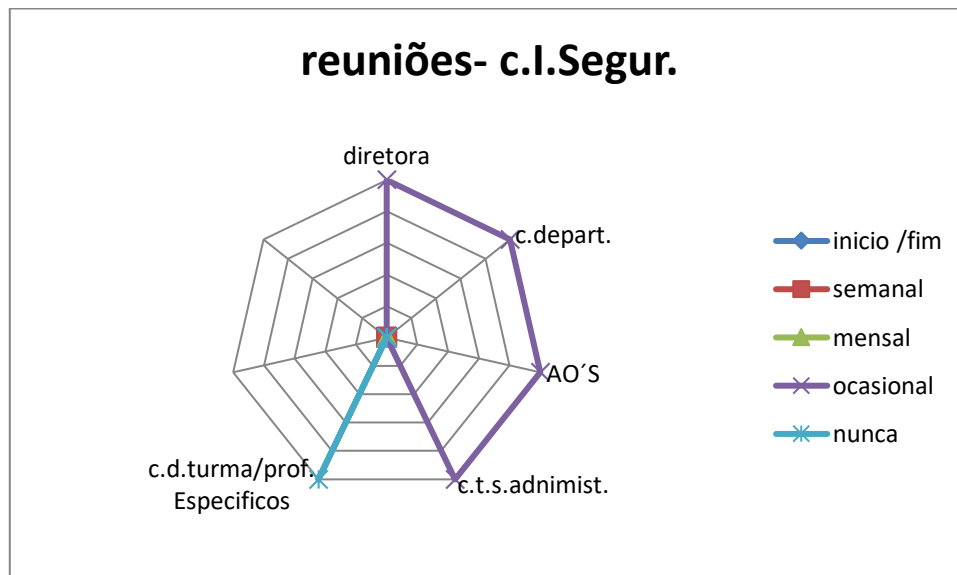 reuniões- c.I.Segur.
diretora
c.depart.
AO´S
c.t.s.adnimist.
c.d.turma/prof.
Especificos
inicio /fim
semanal
mensal
ocasional
nunca